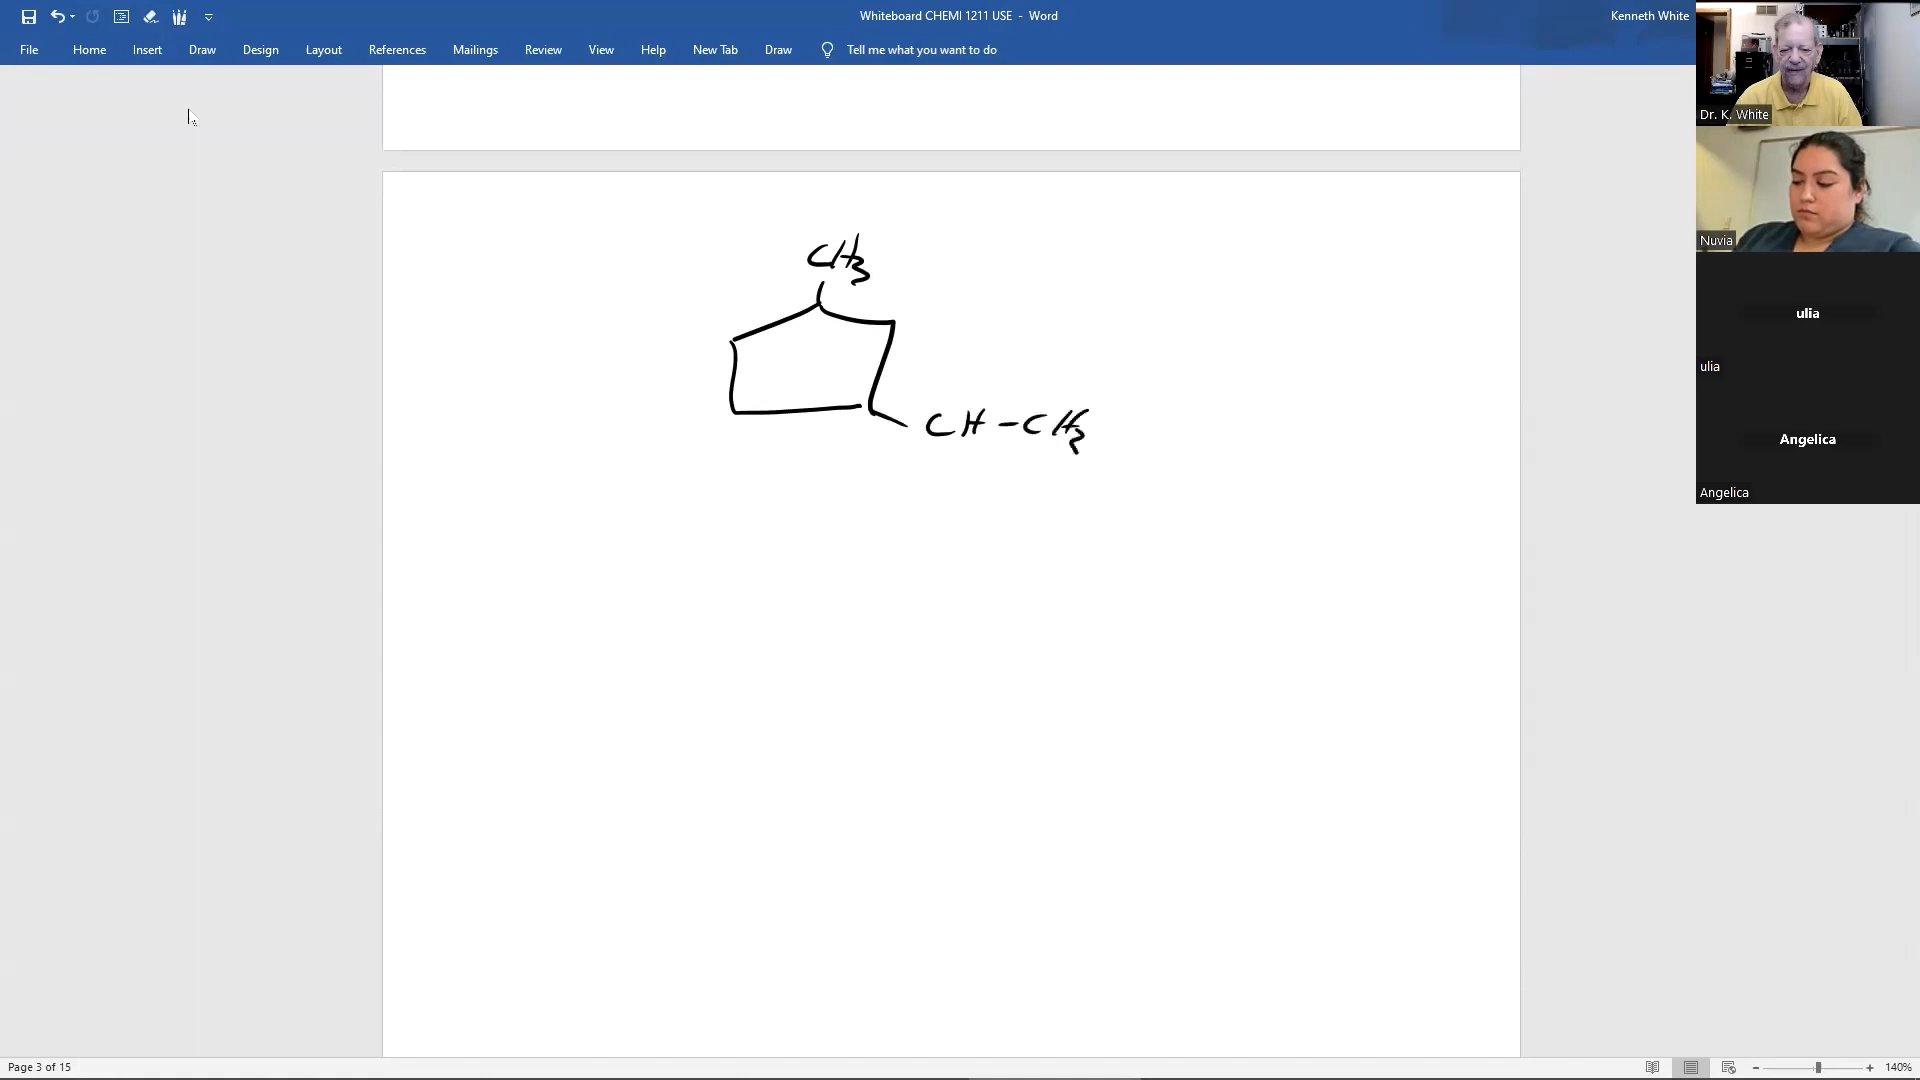 Whiteboard CHEMI 1211 USE - Word
Kenneth White
File Home Insert Draw Design Layout References Mailings Review View Help New Tab Draw Tell me what you want to do
Dr. K. White
Nuvia
ulia
ulia
Angelica
Angelica
CH3
CH-CH3
Page 3 of 15
140%